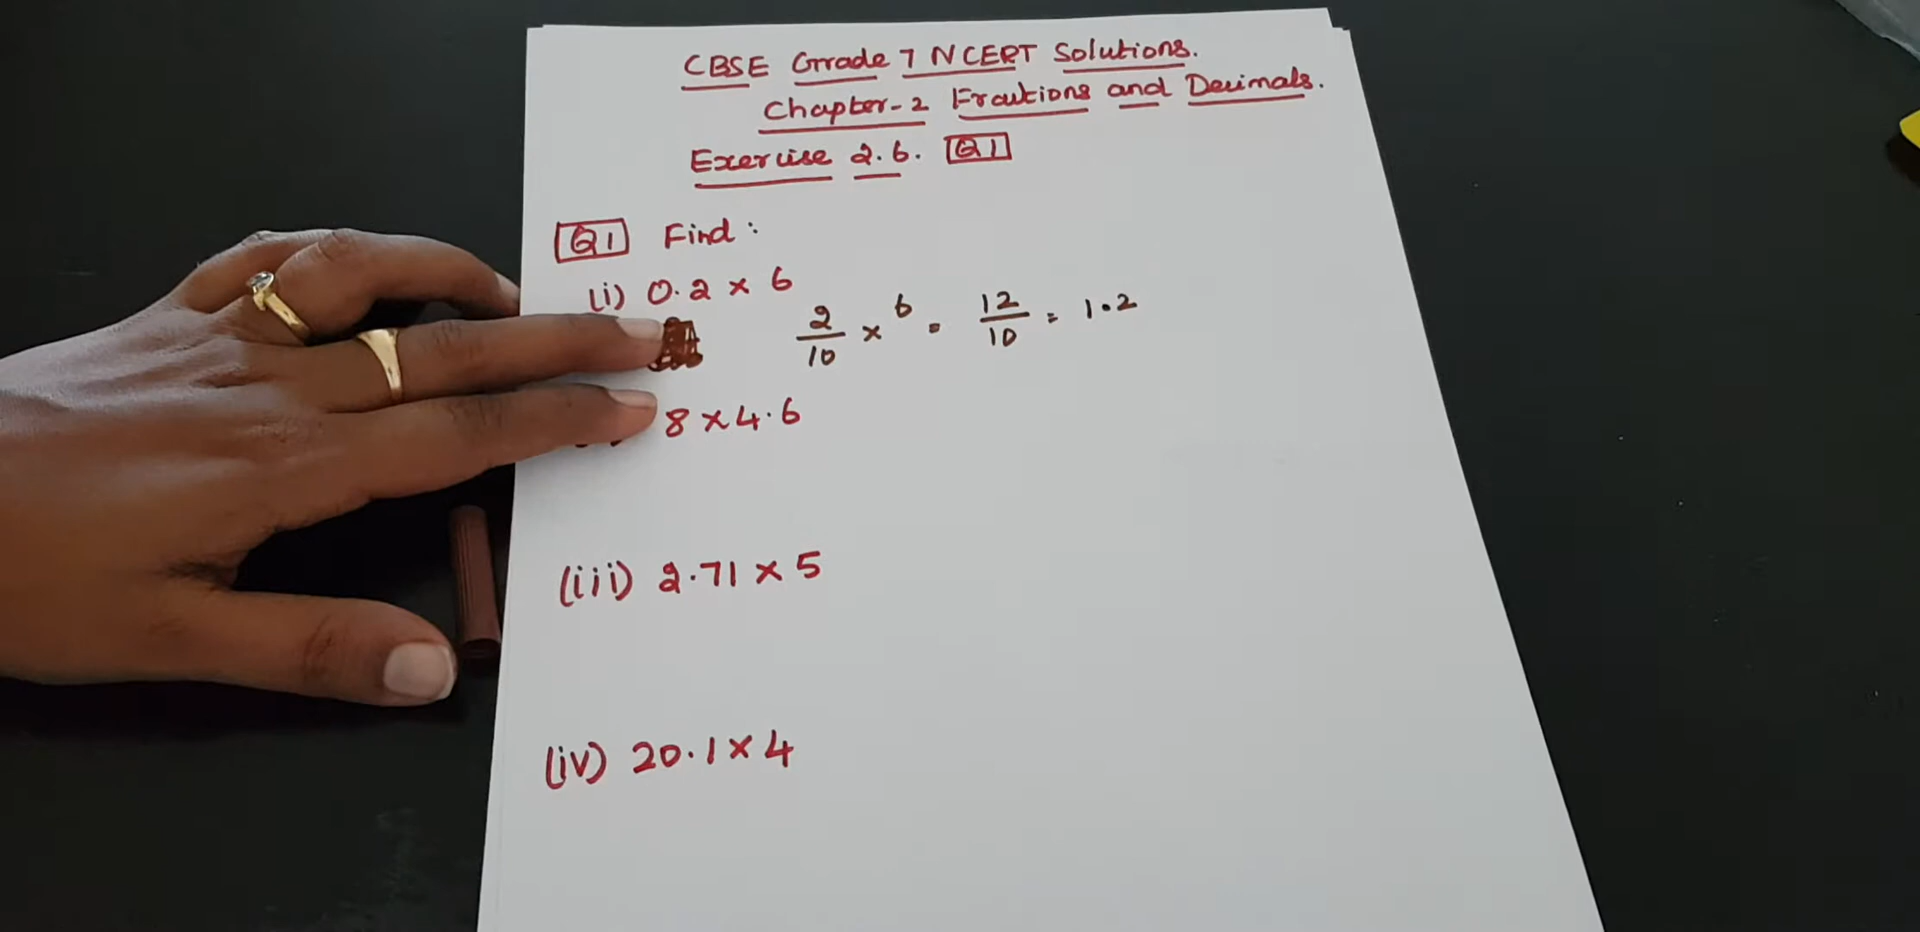 CBSE Grade 7 NCERT Solutions.
Chapter-2 Fractions and Decimals.
Exercise 2.6. Q1
Q1 Find :
(i) 0.2 × 6
2/10 × 6 = 12/10 = 1.2
8 × 4.6
(iii) 2.71 × 5
(iv) 20.1 × 4